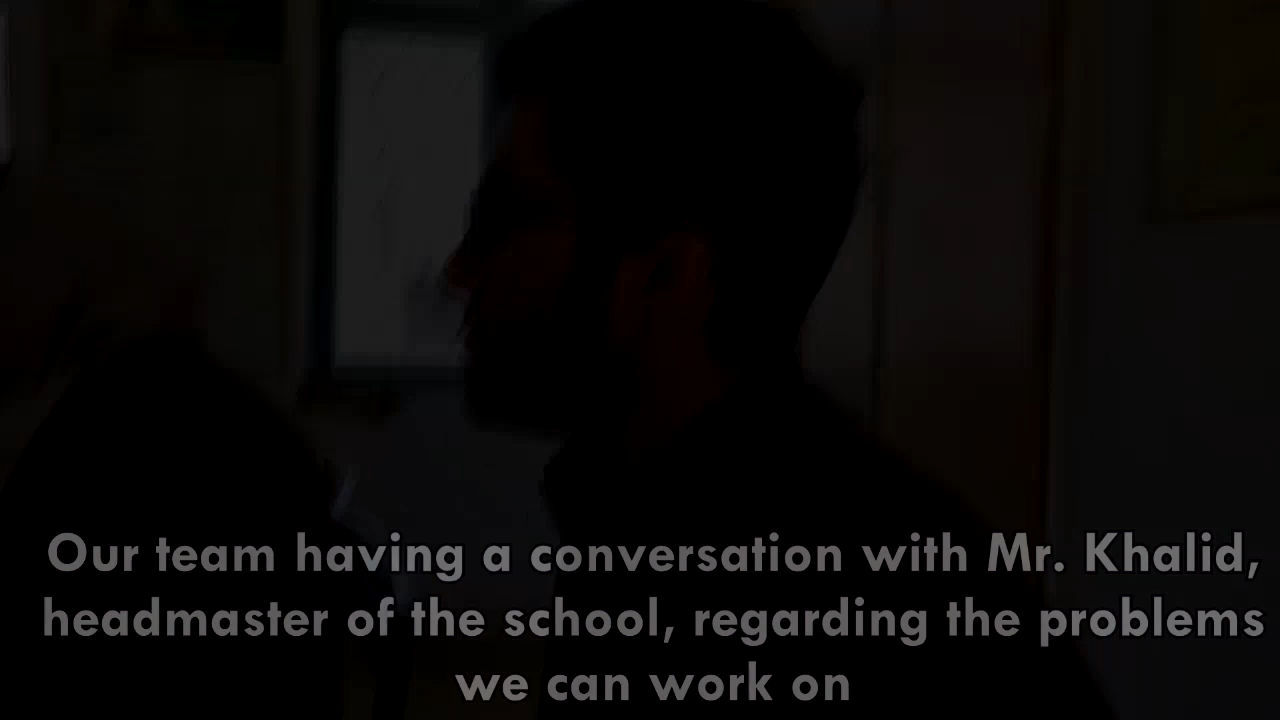 Our team having a conversation with Mr. Khalid,
headmaster of the school, regarding the problems
we can work on